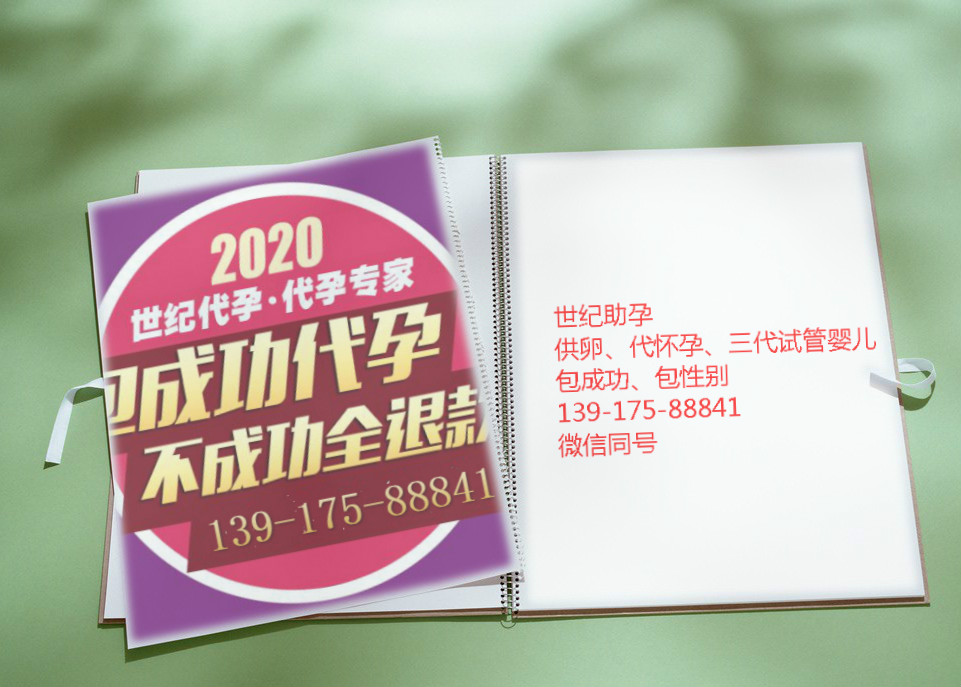 2020
世纪代孕·代孕专家
包成功代孕
不成功全退款
139-175-88841
世纪助孕
供卵、代怀孕、三代试管婴儿
包成功、包性别
139-175-88841
微信同号